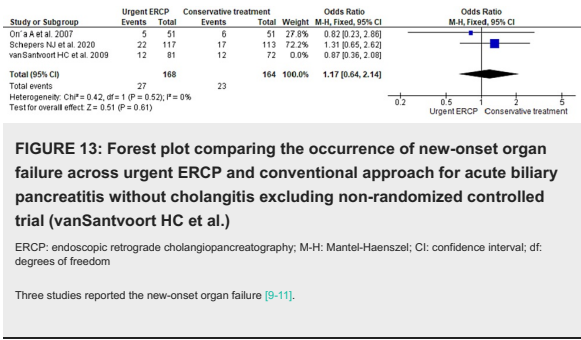 Urgent ERCP Conservative treatment Odds Ratio Odds Ratio
Study or Subgroup Events Total Events Total Weight M-H, Fixed, 95% CI M-H, Fixed, 95% CI
On´a A et al. 2007 5 51 6 51 27.8% 0.82 [0.23, 2.86]
Schepers NJ et al. 2020 22 117 17 113 72.2% 1.31 [0.65, 2.62]
vanSantvoort HC et al. 2009 12 81 12 72 0.0% 0.87 [0.36, 2.08]
Total (95% CI) 168 164 100.0% 1.17 [0.64, 2.14]
Total events 27 23
Heterogeneity: Chi² = 0.42, df = 1 (P = 0.52); I² = 0%
Test for overall effect: Z = 0.51 (P = 0.61)
0.2 0.5 1 2 5
Urgent ERCP Conservative treatment
FIGURE 13: Forest plot comparing the occurrence of new-onset organ
failure across urgent ERCP and conventional approach for acute biliary
pancreatitis without cholangitis excluding non-randomized controlled
trial (vanSantvoort HC et al.)
ERCP: endoscopic retrograde cholangiopancreatography; M-H: Mantel-Haenszel; CI: confidence interval; df:
degrees of freedom
Three studies reported the new-onset organ failure [9-11].